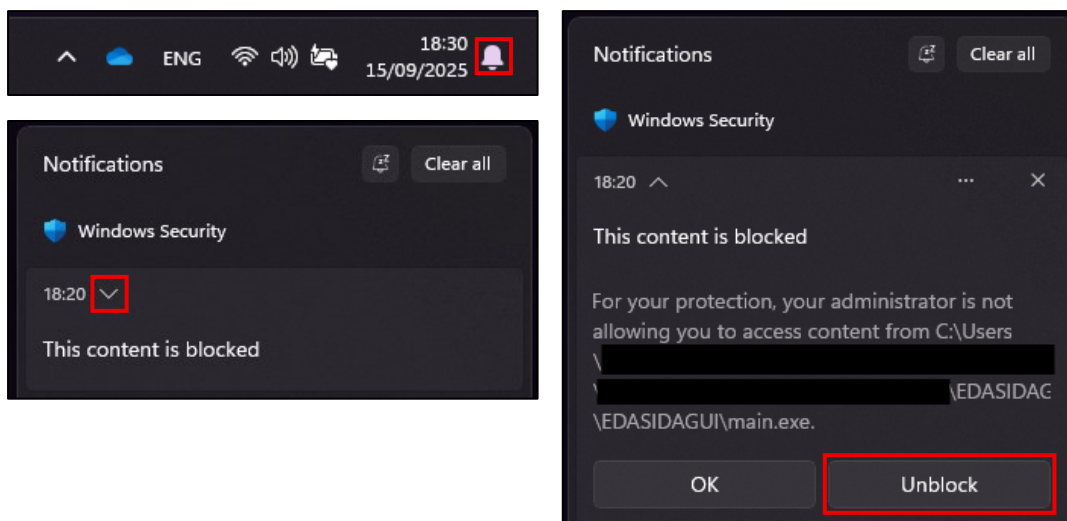 ENG
18:30
15/09/2025
Notifications
Clear all
Windows Security
18:20
This content is blocked
Notifications
Clear all
Windows Security
18:20
This content is blocked
For your protection, your administrator is not
allowing you to access content from C:\Users
\
\ \EDASIDAG
\EDASIDAGUI\main.exe.
OK Unblock